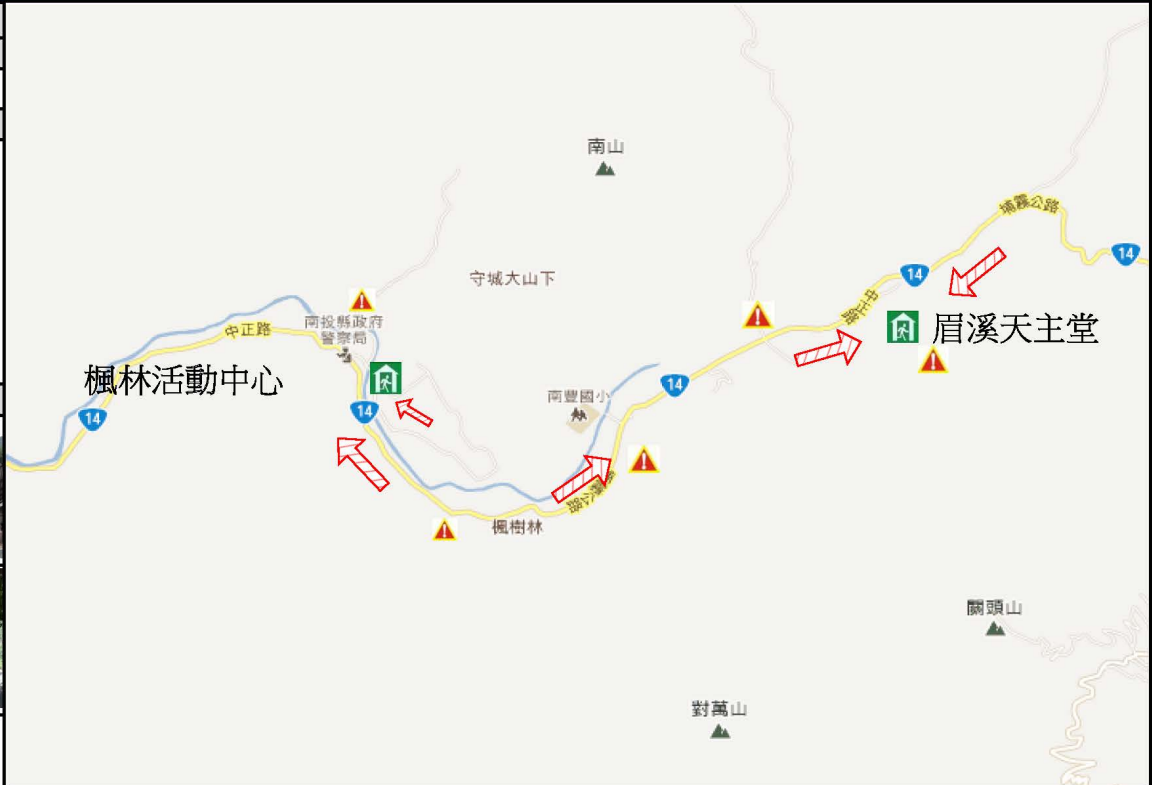 南山
埔霧公路
14
14
守城大山下
中正路
南投縣政府
警察局
中正路
眉溪天主堂
楓林活動中心
14
14
南豐國小
14
楓樹林
關頭山
對萬山